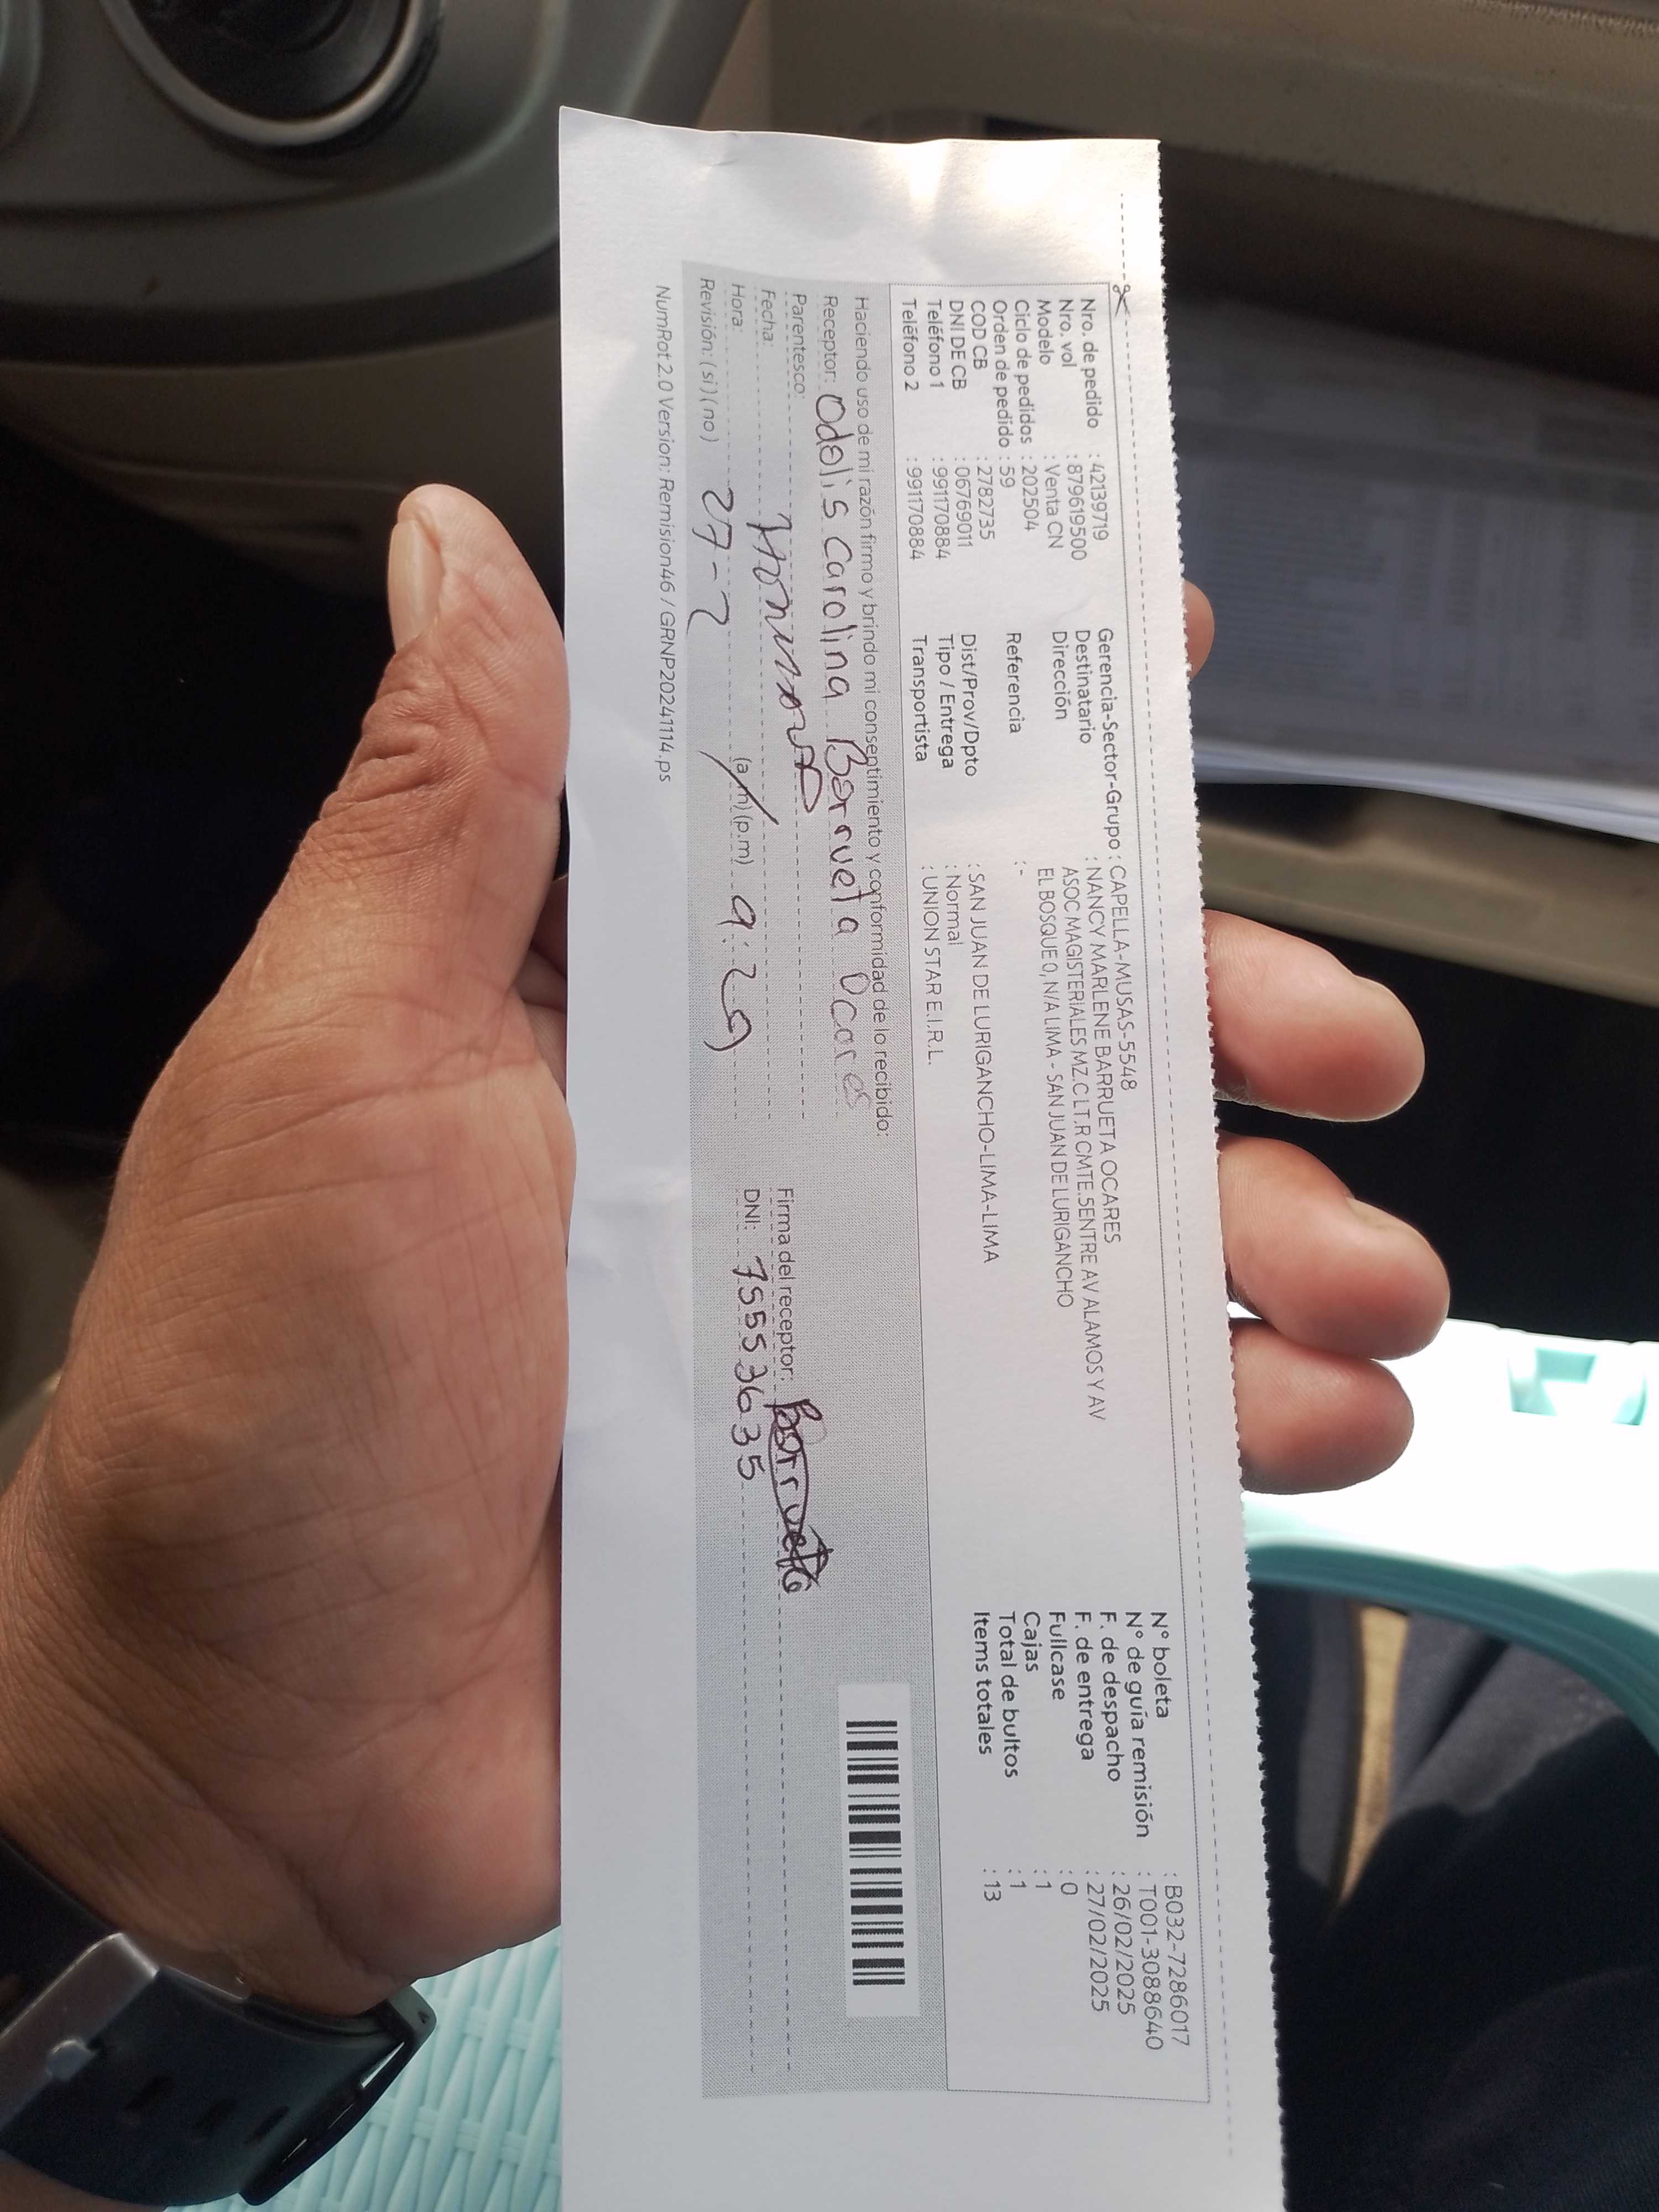 Nro. de pedido : 42139719
Nro. vol : 879619500
Modelo : Venta CN
Ciclo de pedidos : 202504
Orden de pedido : 59
COD CB : 2782735
DNI DE CB : 06769011
Teléfono 1 : 991170884
Teléfono 2 : 991170884
Gerencia-Sector-Grupo : CAPELLA-MUSAS-5548
Destinatario : NANCY MARLENE BARRUETA OCARES
Dirección ASOC MAGISTERIALES MZ.C LT.R CMTE.5ENTRE AV ALAMOS Y AV
EL BOSQUE 0, N/A LIMA - SAN JUAN DE LURIGANCHO
Referencia :-
Dist/Prov/Dpto : SAN JUAN DE LURIGANCHO-LIMA-LIMA
Tipo / Entrega : Normal
Transportista : UNION STAR E.I.R.L.
N° boleta : B032-7286017
N° de guía remisión : T001-3088640
F. de despacho : 26/02/2025
F. de entrega : 27/02/2025
Fullcase : 0
Cajas : 1
Total de bultos : 1
Items totales : 13
Haciendo uso de mi razón firmo y brindo mi consentimiento y conformidad de lo recibido:
Receptor: Odalis Carolina Barrueta Ocares
Parentesco:
Fecha:
Hora: (a.m) (p.m) 9:29
Revisión: (si) (no) 27-2
Firma del receptor: Barrueta
DNI: 75553635
NumRot 2.0 Version: Remision46 / GRNP20241114.ps